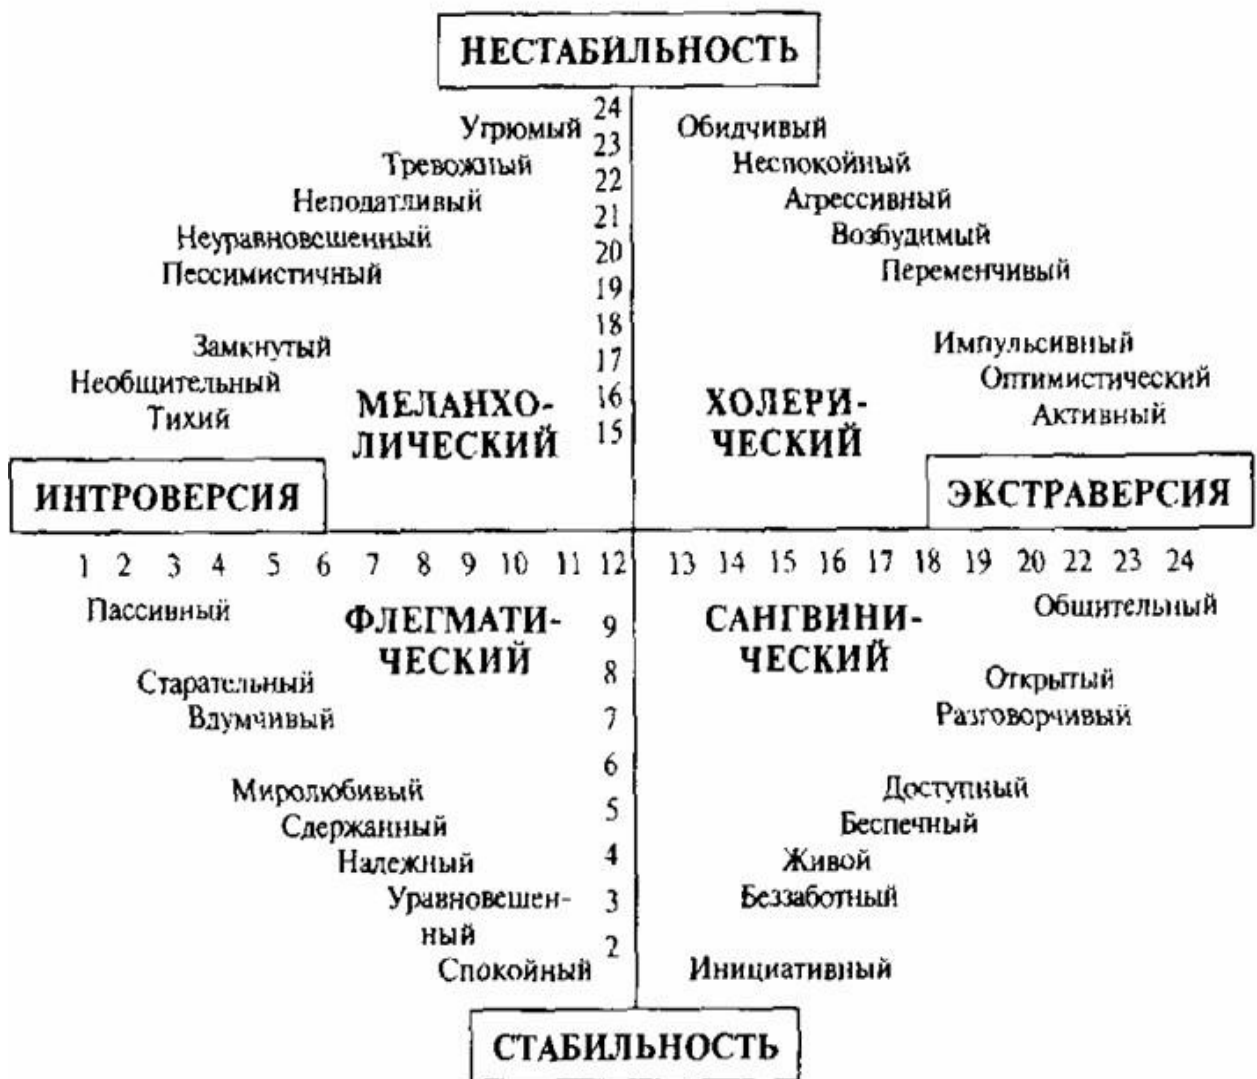 НЕСТАБИЛЬНОСТЬ
24
Угрюмый
Обидчивый
23
Тревожный
Неспокойный
22
Неподатливый
Агрессивный
21
Неуравновешенный
Возбудимый
20
Пессимистичный
Переменчивый
19
18
Замкнутый
Импульсивный
17
Необщительный
Оптимистический
16
Тихий
Активный
15
МЕЛАНХО-
ЛИЧЕСКИЙ
ХОЛЕРИ-
ЧЕСКИЙ
ИНТРОВЕРСИЯ
ЭКСТРАВЕРСИЯ
1 2 3 4 5 6 7 8 9 10 11 12 13 14 15 16 17 18 19 20 22 23 24
Пассивный
Общительный
ФЛЕГМАТИ-
ЧЕСКИЙ
САНГВИНИ-
ЧЕСКИЙ
9
8
Старательный
Открытый
Вдумчивый
7
Разговорчивый
6
Миролюбивый
Доступный
5
Сдержанный
Беспечный
Надежный
4
Живой
Уравновешен-
ный
3
Беззаботный
2
Спокойный
Инициативный
СТАБИЛЬНОСТЬ